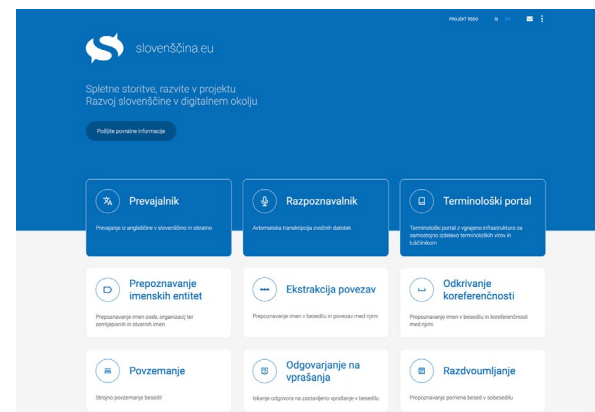 PROJEKT RSDO SI EN
slovenščina.eu
Spletne storitve, razvite v projektu
Razvoj slovenščine v digitalnem okolju
Pošljite povratne informacije
Prevajalnik
Prevajanje iz angleščine v slovenščino in obratno
Razpoznavalnik
Avtomatska transkripcija zvočnih datotek
Terminološki portal
Terminološki portal z vgrajeno infrastrukturo za
samostojno izdelavo terminoloških virov in
luščilnikom
Prepoznavanje
imenskih entitet
Prepoznavanje imen oseb, organizacij ter
zemljepisnih in stvarnih imen
Ekstrakcija povezav
Prepoznavanje imen v besedilu in povezav med njimi
Odkrivanje
koreferenčnosti
Prepoznavanje imen v besedilu in koreferenčnosti
med njimi
Povzemanje
Strojno povzemanje besedil
Odgovarjanje na
vprašanja
Iskanje odgovora na zastavljeno vprašanje v besedilu
Razdvoumljanje
Prepoznavanje pomena besed v sobesedilu